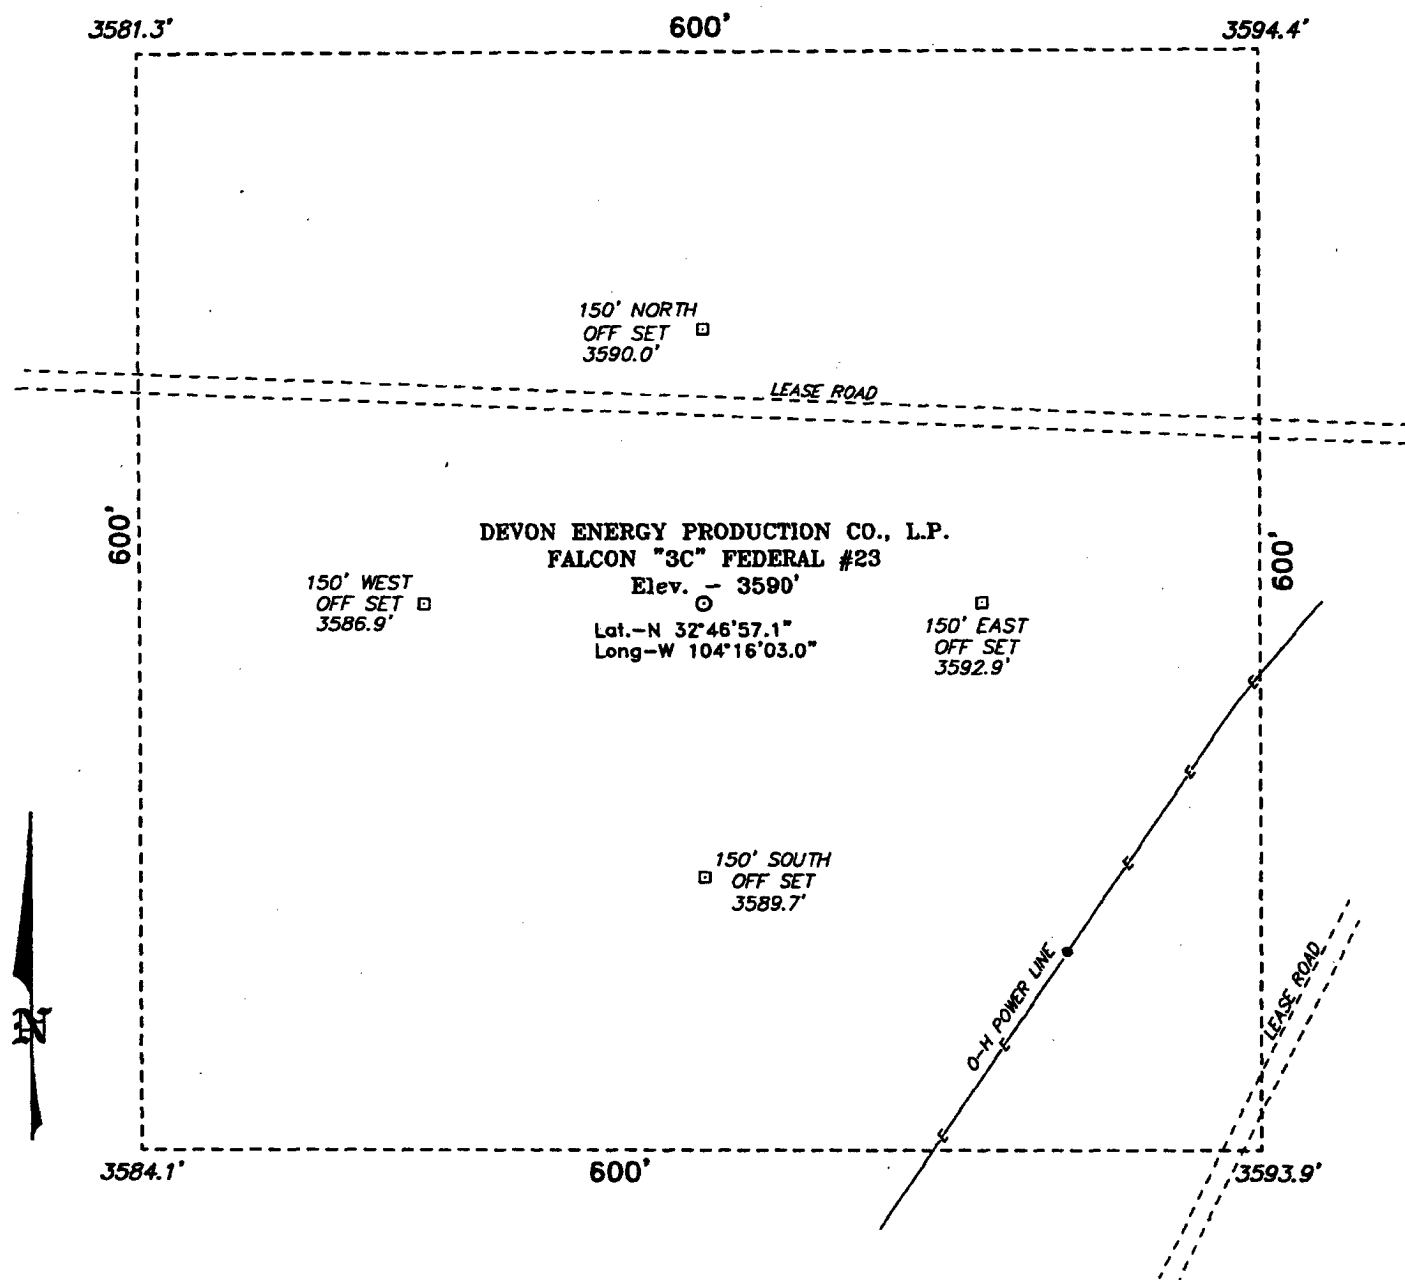 3581.3' 600' 3594.4'
150' NORTH
OFF SET
3590.0'
LEASE ROAD
600'
DEVON ENERGY PRODUCTION CO., L.P.
FALCON "3C" FEDERAL #23
Elev. - 3590'
Lat.-N 32°46'57.1"
Long-W 104°16'03.0"
150' WEST
OFF SET
3586.9'
600'
150' EAST
OFF SET
3592.9'
E
E
E
150' SOUTH
OFF SET
3589.7'
O-H POWER LINE
E
E
LEASE ROAD
N
3584.1' 600' 3593.9'